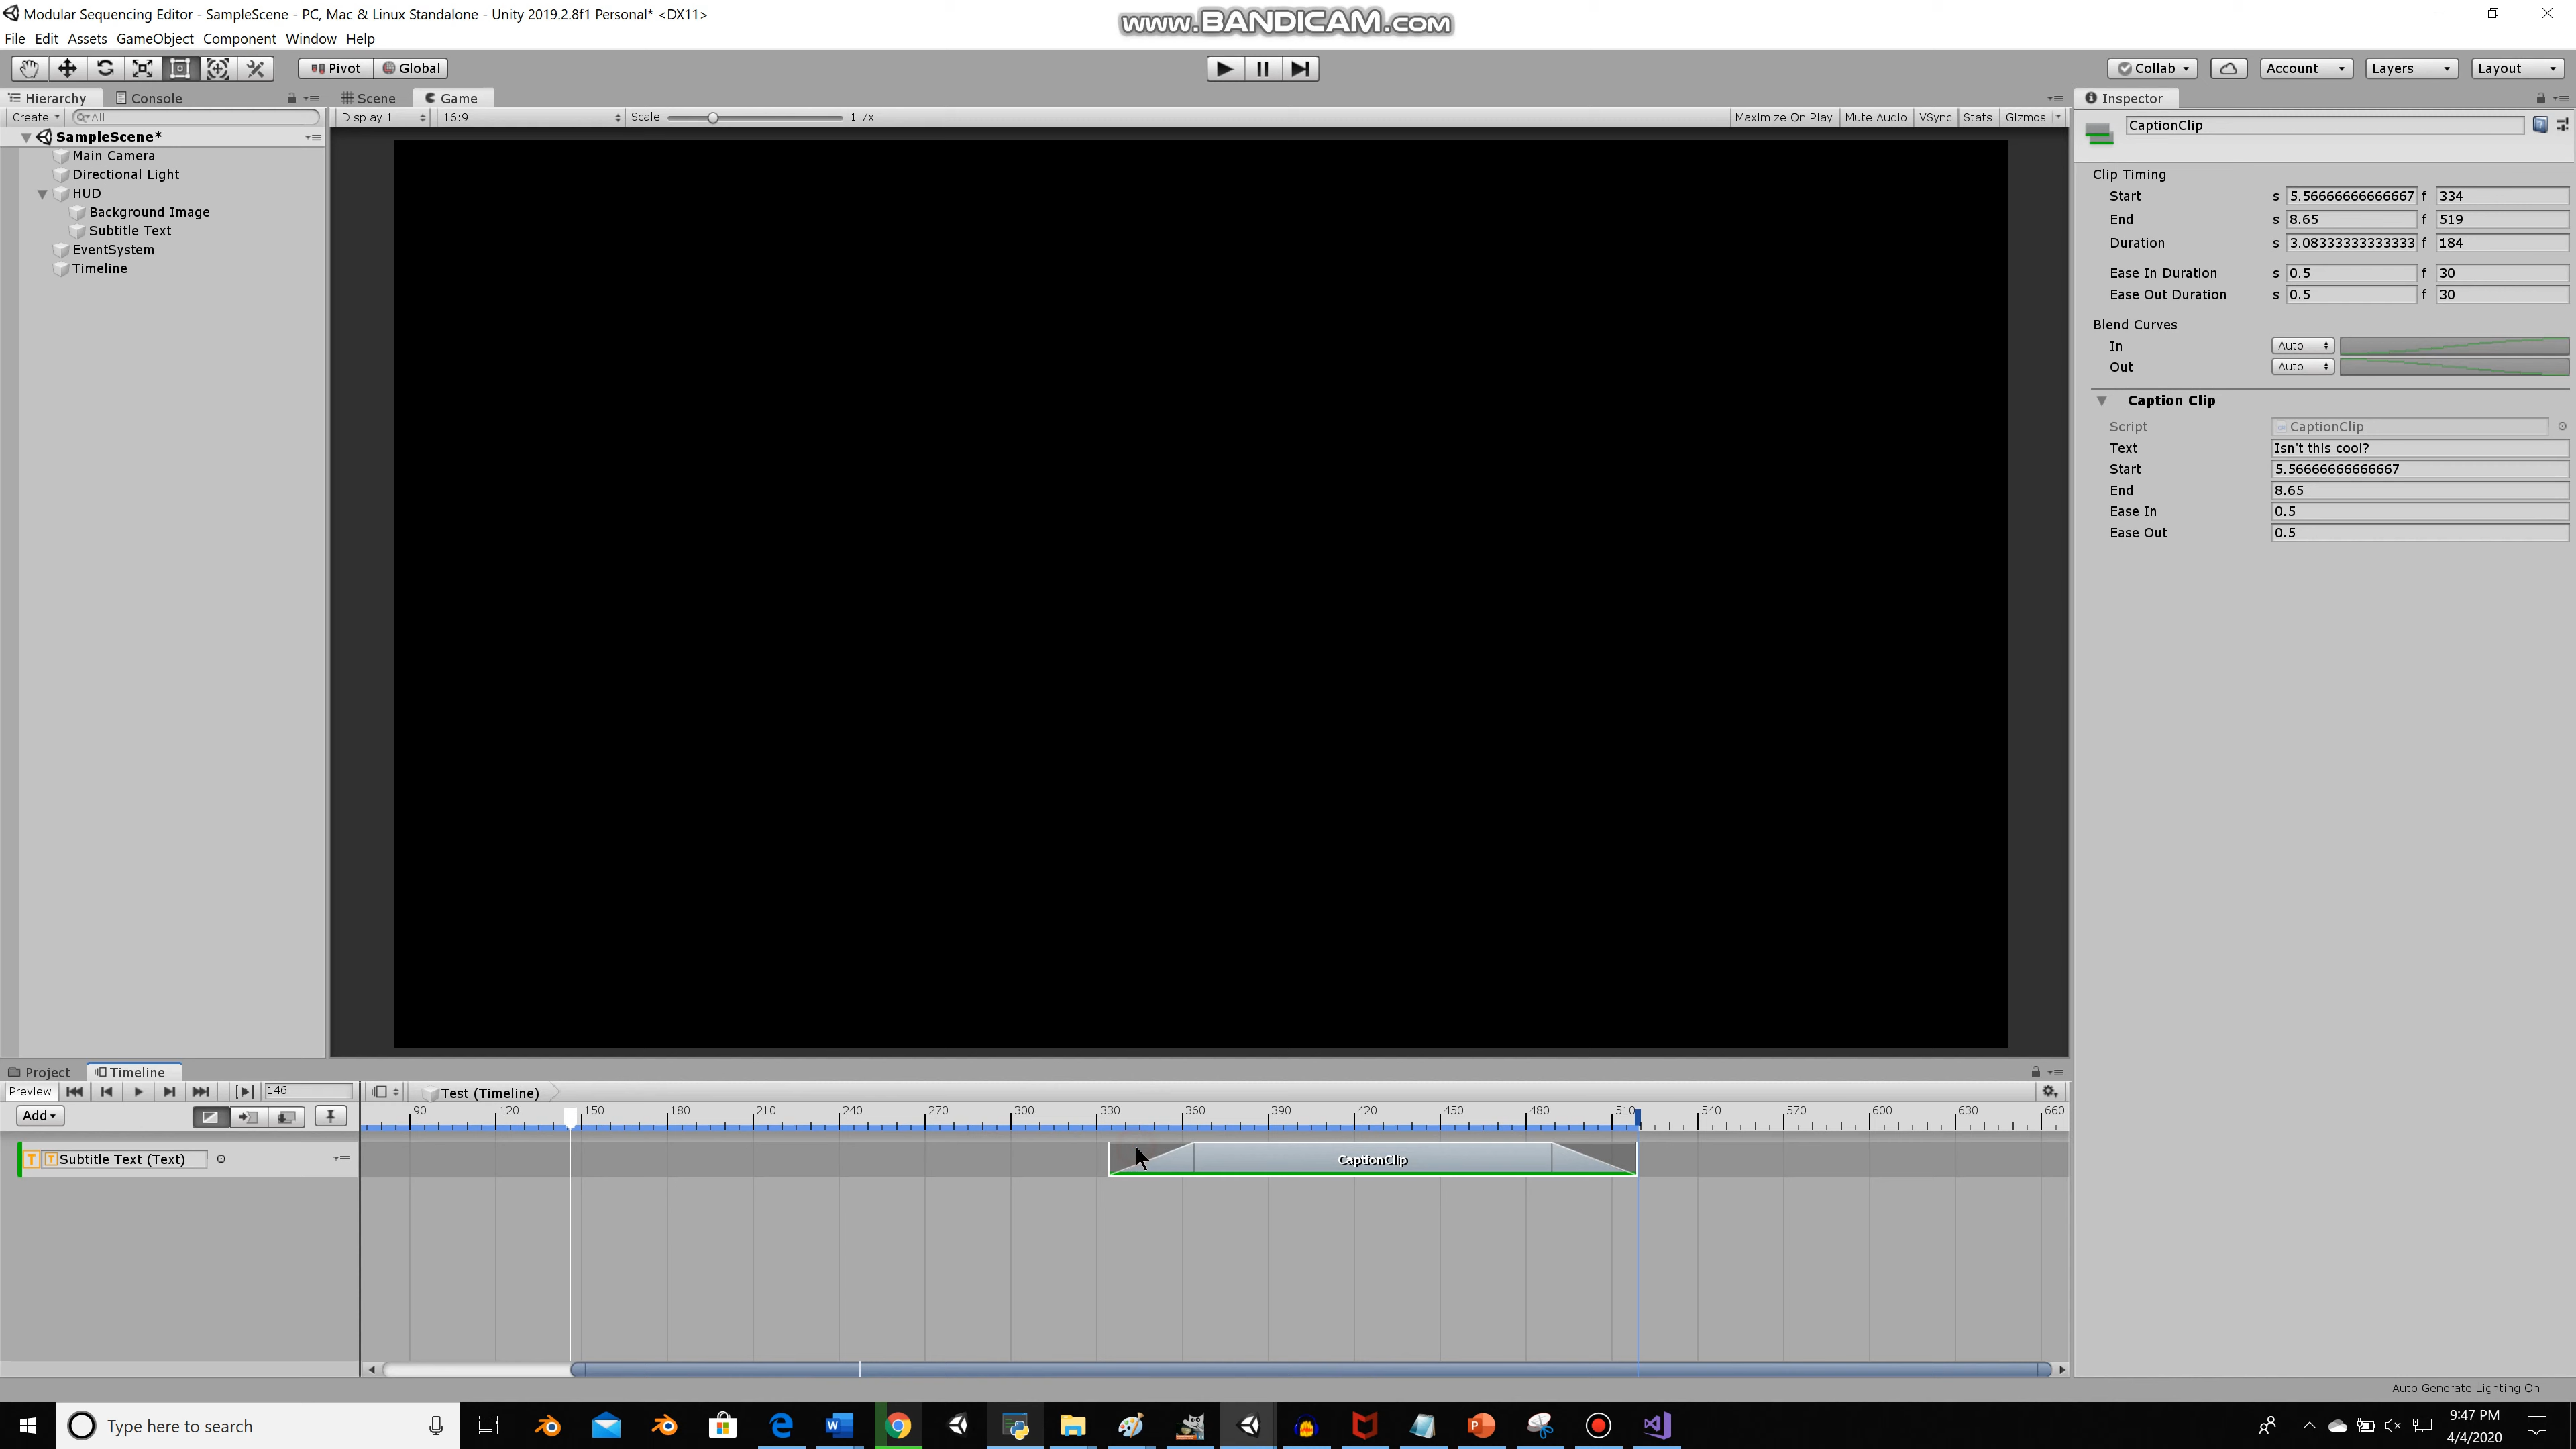 Modular Sequencing Editor - SampleScene - PC, Mac & Linux Standalone - Unity 2019.2.8f1 Personal* <DX11>
www.BANDICAM.com
File Edit Assets GameObject Component Window Help
Pivot Global Collab Account Layers Layout
Hierarchy Console Scene Game Inspector
Create All Display 1 16:9 Scale 1.7x Maximize On Play Mute Audio VSync Stats Gizmos
CaptionClip
SampleScene*
Main Camera
Directional Light
HUD
Background Image
Subtitle Text
EventSystem
Timeline
Clip Timing
Start s 5.56666666666667 f 334
End s 8.65 f 519
Duration s 3.08333333333333 f 184
Ease In Duration s 0.5 f 30
Ease Out Duration s 0.5 f 30
Blend Curves
In Auto
Out Auto
Caption Clip
Script CaptionClip
Text Isn't this cool?
Start 5.56666666666667
End 8.65
Ease In 0.5
Ease Out 0.5
Project Timeline
Preview 146 Test (Timeline)
Add
90 120 150 180 210 240 270 300 330 360 390 420 450 480 510 540 570 600 630 660
T T Subtitle Text (Text) CaptionClip
Auto Generate Lighting On
Type here to search
9:47 PM
4/4/2020